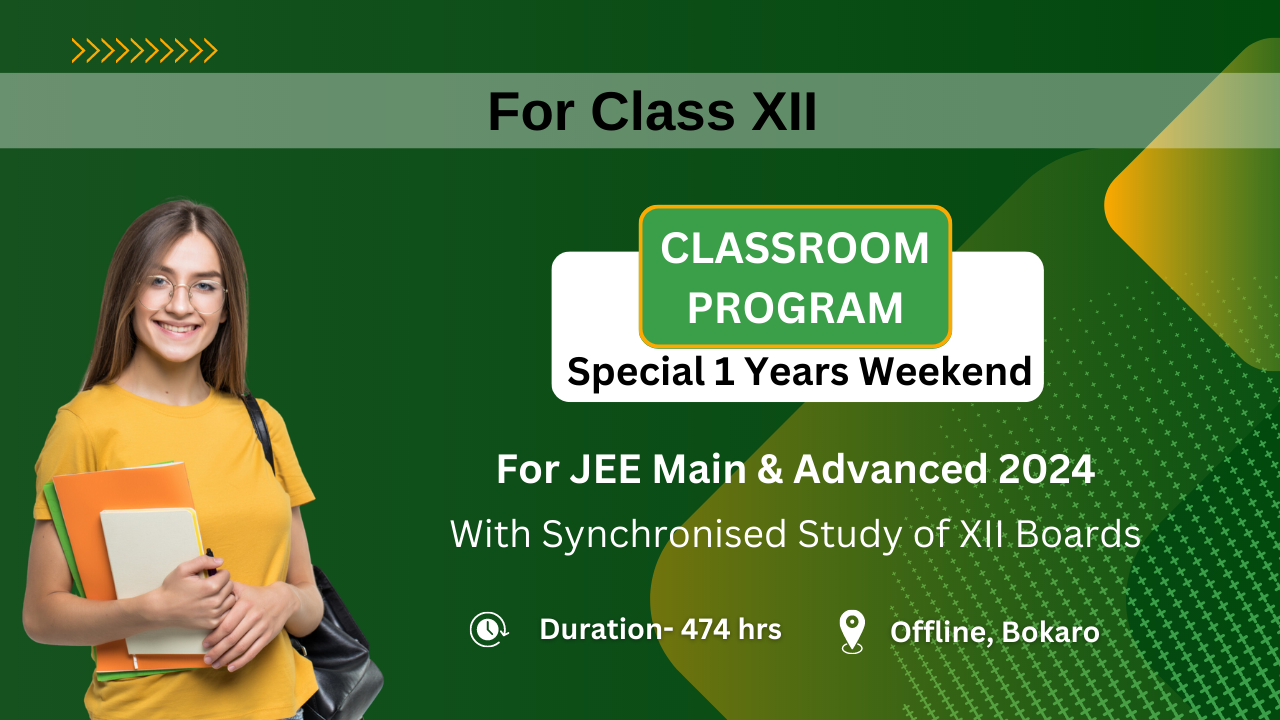 For Class XII
CLASSROOM
PROGRAM
Special 1 Years Weekend
For JEE Main & Advanced 2024
With Synchronised Study of XII Boards
Duration- 474 hrs
Offline, Bokaro